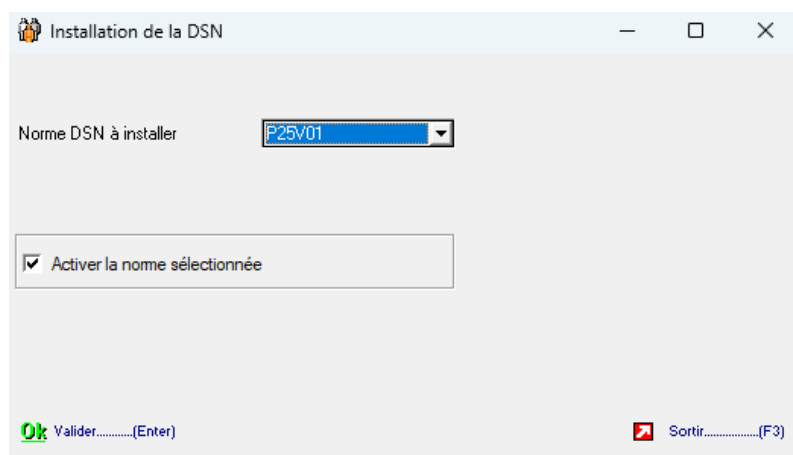 Installation de la DSN
Norme DSN à installer P25V01
Activer la norme sélectionnée
Ok Valider...........(Enter) Sortir.................(F3)